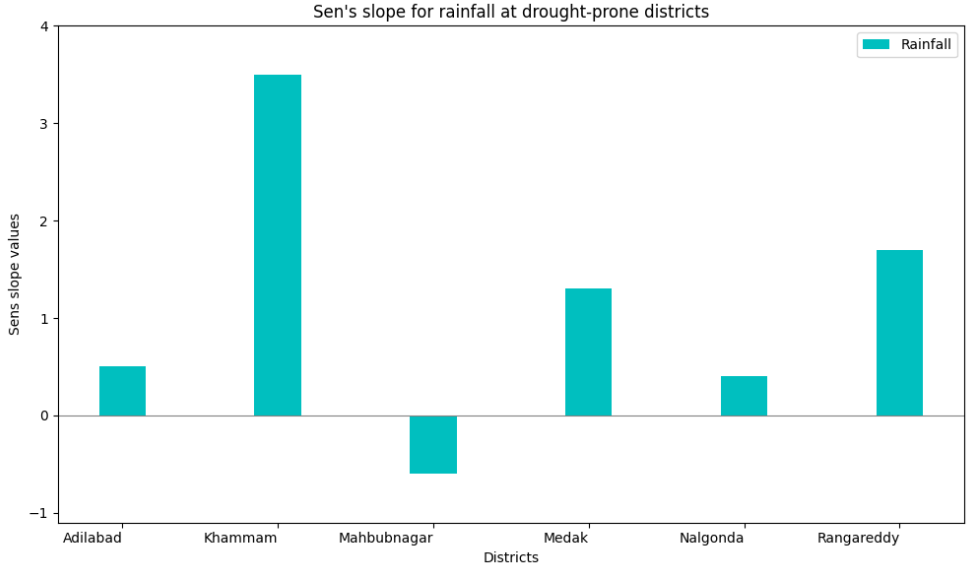 Sen's slope for rainfall at drought-prone districts
Rainfall
4
3
2
1
0
−1
Sens slope values
Adilabad Khammam Mahbubnagar Medak Nalgonda Rangareddy
Districts